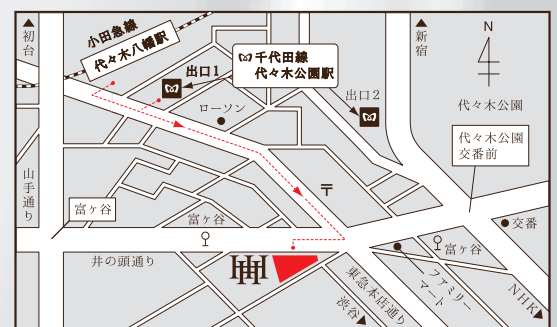 初台
小田急線
代々木八幡駅
出口1
千代田線
代々木公園駅
新宿
N
代々木公園
出口2
ローソン
代々木公園
交番前
〒
山手通り
富ヶ谷
富ヶ谷
交番
富ヶ谷
井の頭通り
ファミリー
マート
東急本店通り
渋谷
NHK